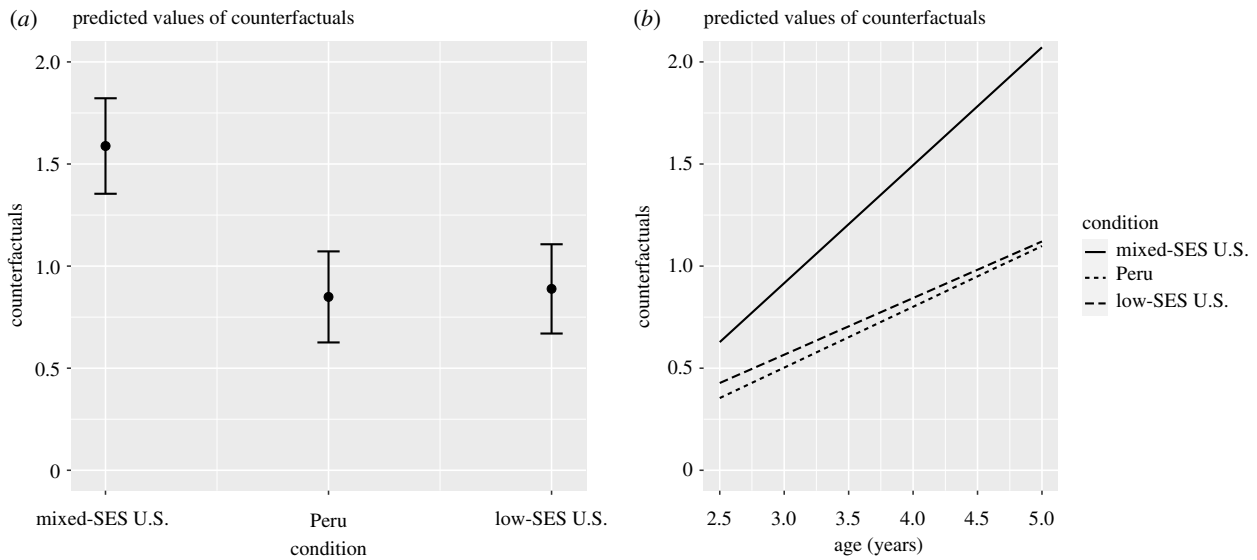 (a) predicted values of counterfactuals
2.0
1.5
1.0
0.5
0
counterfactuals
mixed-SES U.S. Peru low-SES U.S.
condition
(b) predicted values of counterfactuals
2.0
1.5
1.0
0.5
0
counterfactuals
2.5 3.0 3.5 4.0 4.5 5.0
age (years)
condition
mixed-SES U.S.
Peru
low-SES U.S.